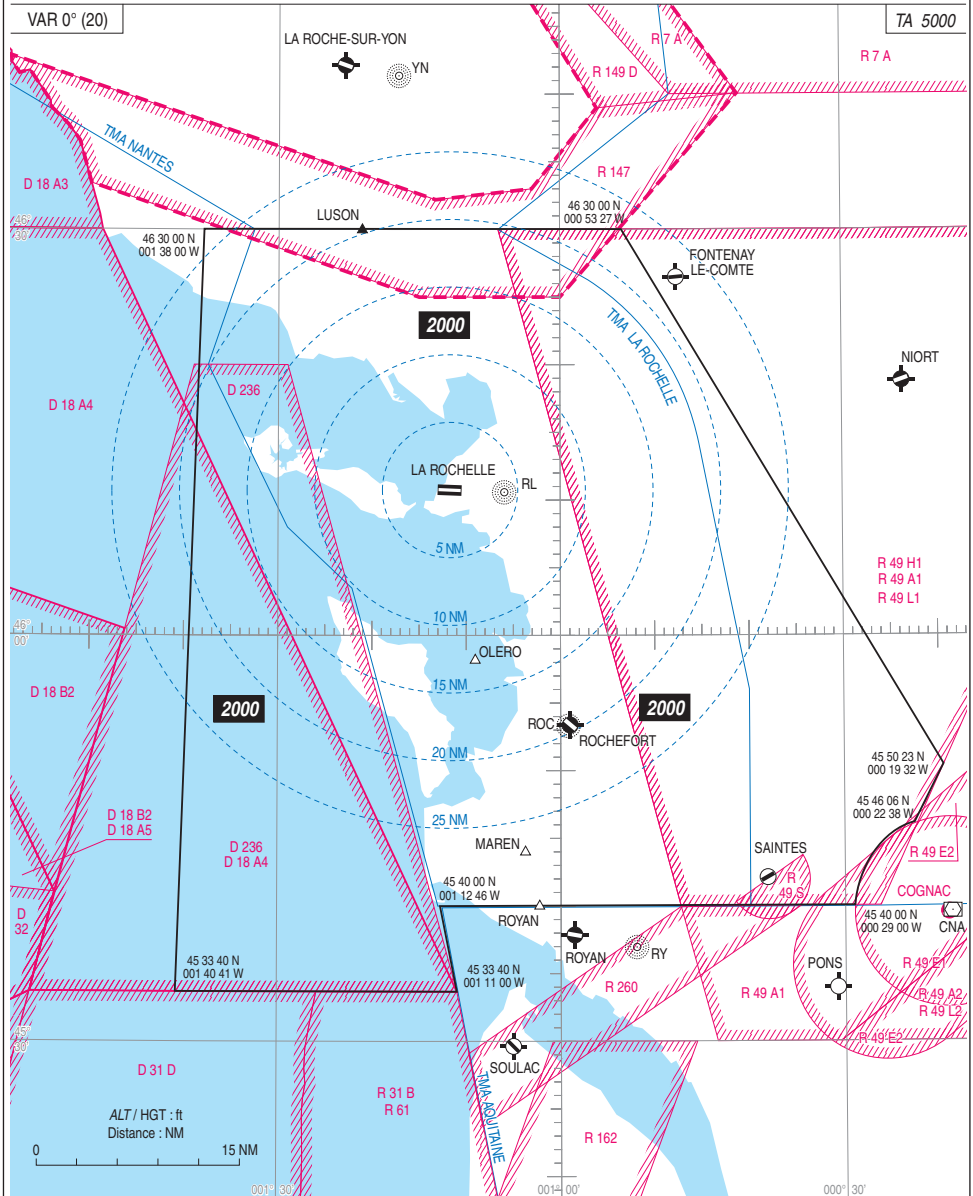 VAR 0° (20)
TA 5000
LA ROCHE-SUR-YON
YN
R 7 A
R 7 A
R 149 D
TMA NANTES
D 18 A3
R 147
46°
30'
46 30 00 N
001 38 00 W
LUSON
46 30 00 N
000 53 27 W
FONTENAY
LE-COMTE
2000
TMA LA ROCHELLE
NIORT
D 18 A4
D 236
LA ROCHELLE
RL
5 NM
R 49 H1
R 49 A1
R 49 L1
10 NM
46°
00'
OLERO
15 NM
D 18 B2
2000
2000
ROC
ROCHEFORT
20 NM
45 50 23 N
000 19 32 W
45 46 06 N
000 22 38 W
25 NM
D 18 B2
D 18 A5
D 236
D 18 A4
MAREN
SAINTES
R 49 E2
R
49 S
COGNAC
CNA
D
32
45 40 00 N
001 12 46 W
ROYAN
45 40 00 N
000 29 00 W
ROYAN
RY
PONS
45 33 40 N
001 40 41 W
45 33 40 N
001 11 00 W
R 49 E1
R 260
R 49 A1
R 49 A2
R 49 L2
R 49 E2
45°
30'
SOULAC
D 31 D
R 31 B
R 61
TMA AQUITAINE
ALT / HGT : ft
Distance : NM
R 162
0
15 NM
001° 30'
001° 00'
000° 30'